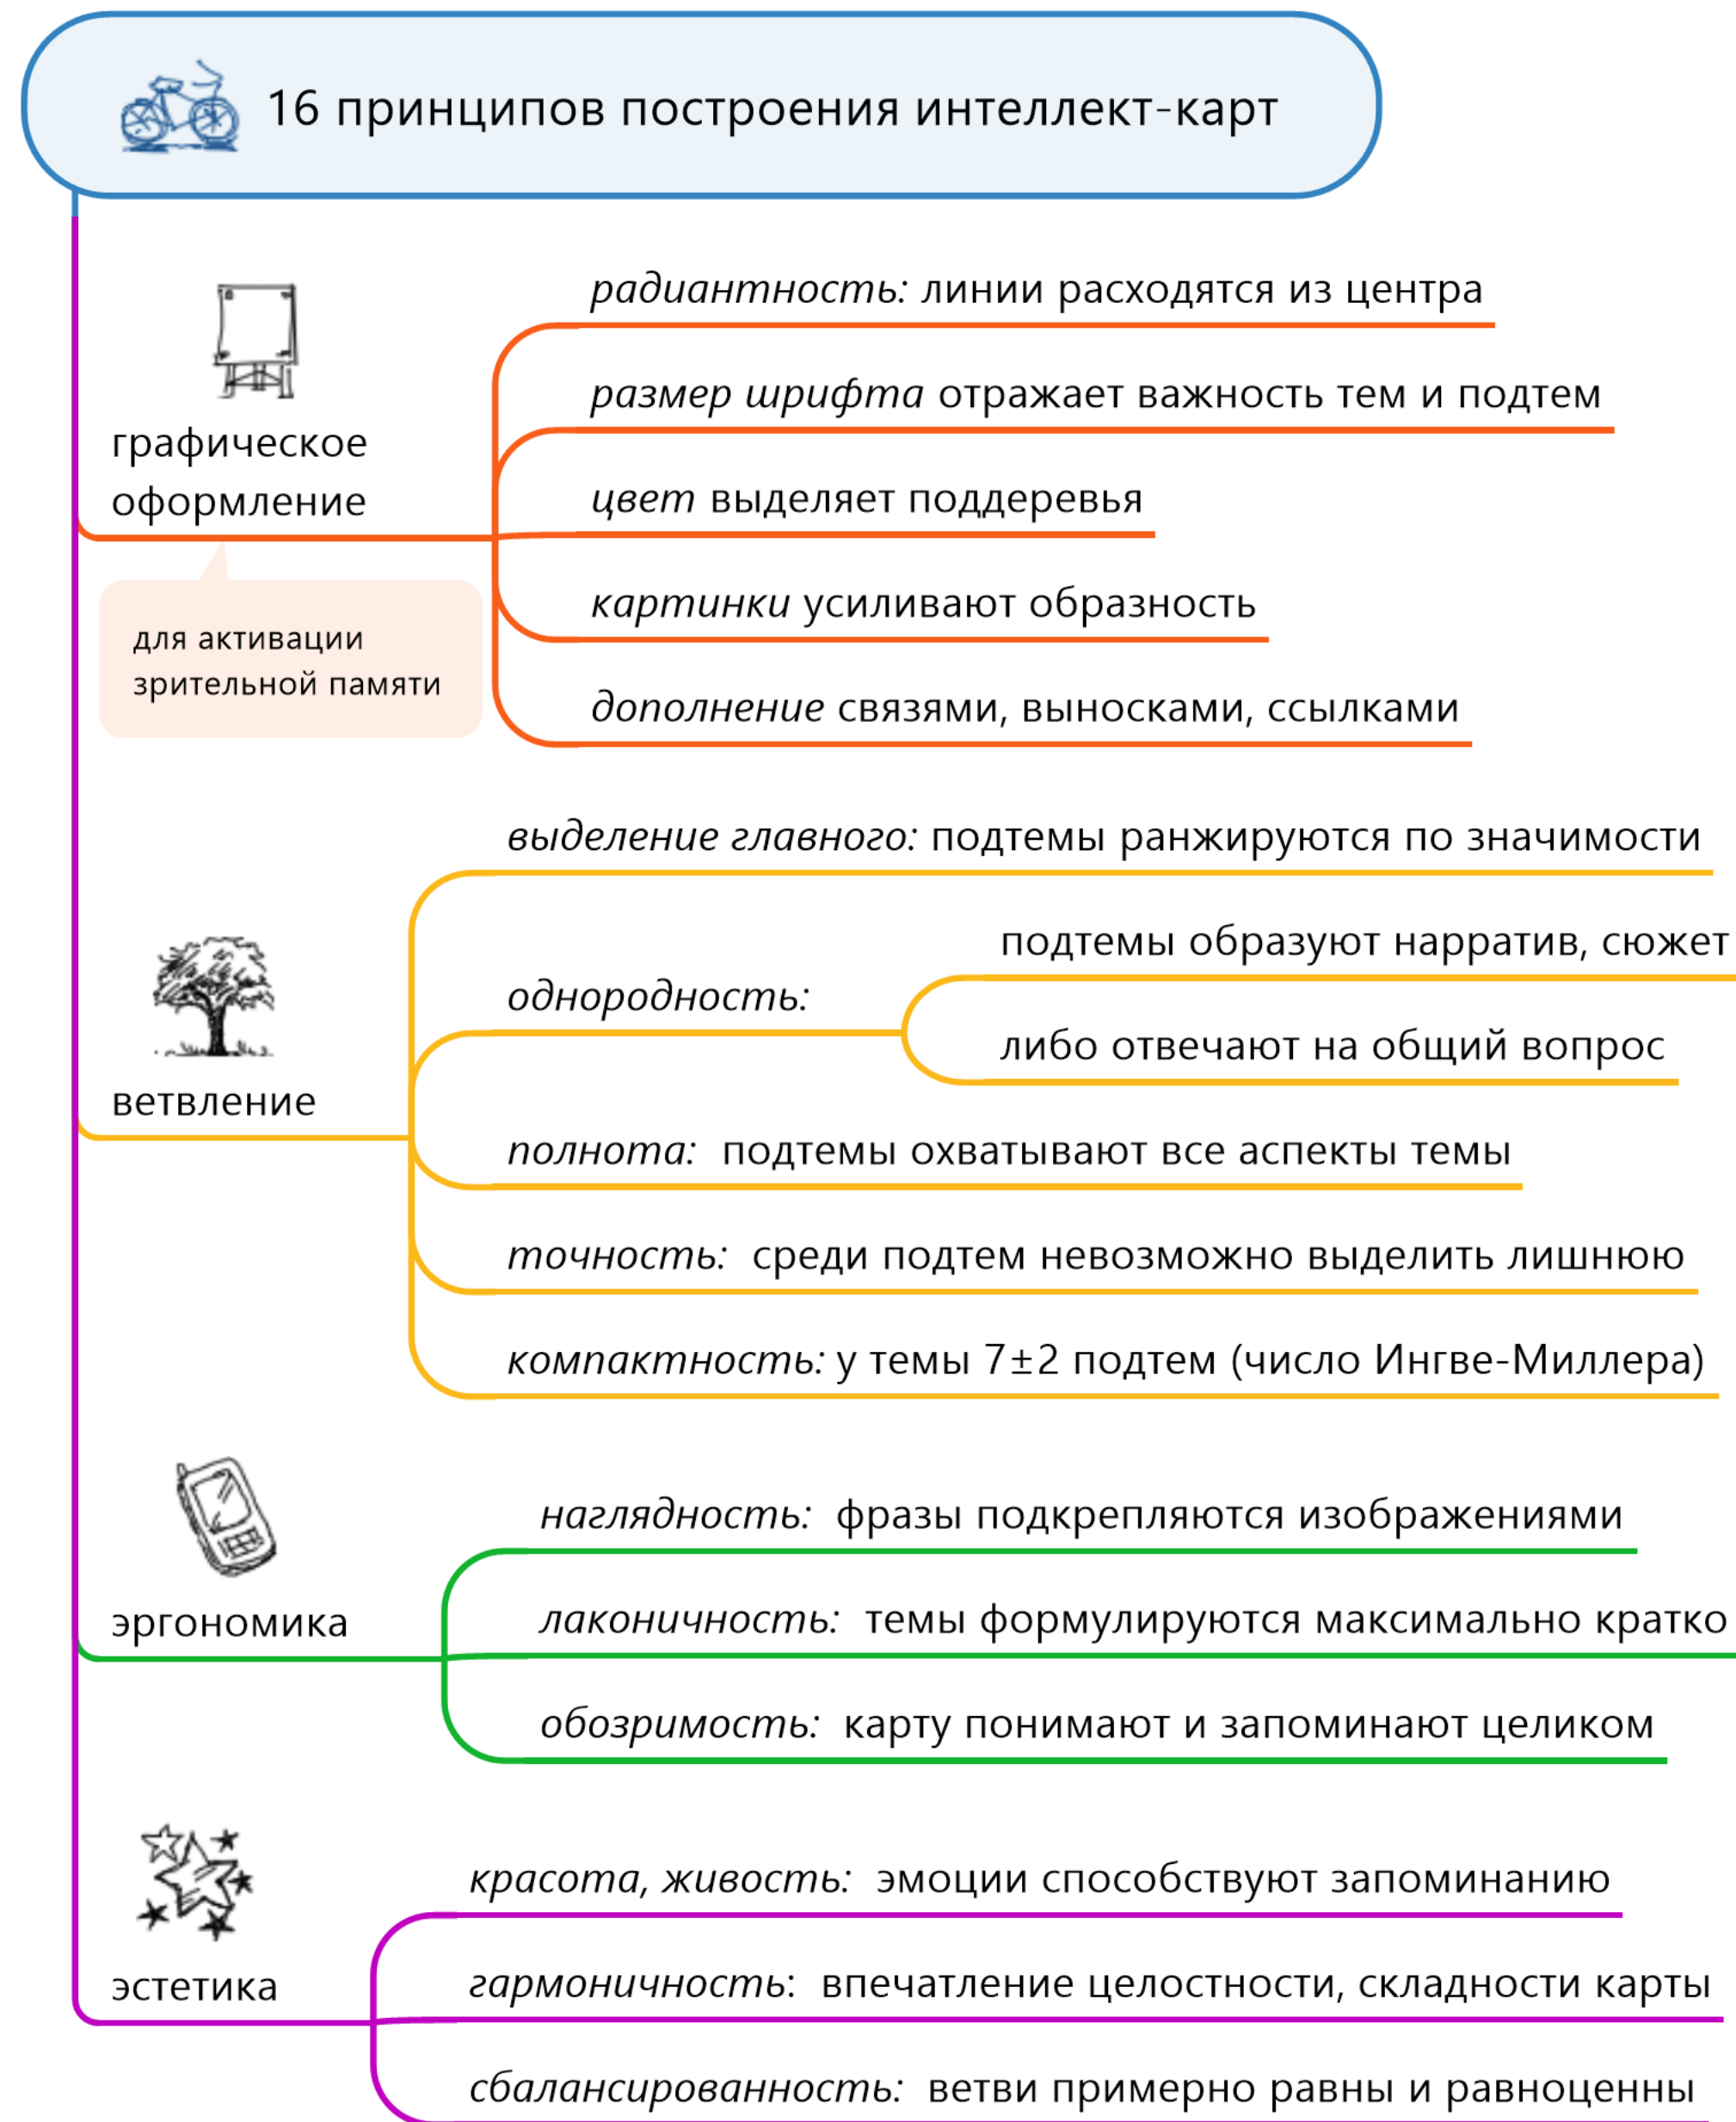 16 принципов построения интеллект-карт
графическое
оформление
для активации
зрительной памяти
радиантность: линии расходятся из центра
размер шрифта отражает важность тем и подтем
цвет выделяет поддеревья
картинки усиливают образность
дополнение связями, выносками, ссылками
ветвление
выделение главного: подтемы ранжируются по значимости
однородность:
подтемы образуют нарратив, сюжет
либо отвечают на общий вопрос
полнота: подтемы охватывают все аспекты темы
точность: среди подтем невозможно выделить лишнюю
компактность: у темы 7±2 подтем (число Ингве-Миллера)
эргономика
наглядность: фразы подкрепляются изображениями
лаконичность: темы формулируются максимально кратко
обозримость: карту понимают и запоминают целиком
эстетика
красота, живость: эмоции способствуют запоминанию
гармоничность: впечатление целостности, складности карты
сбалансированность: ветви примерно равны и равноценны